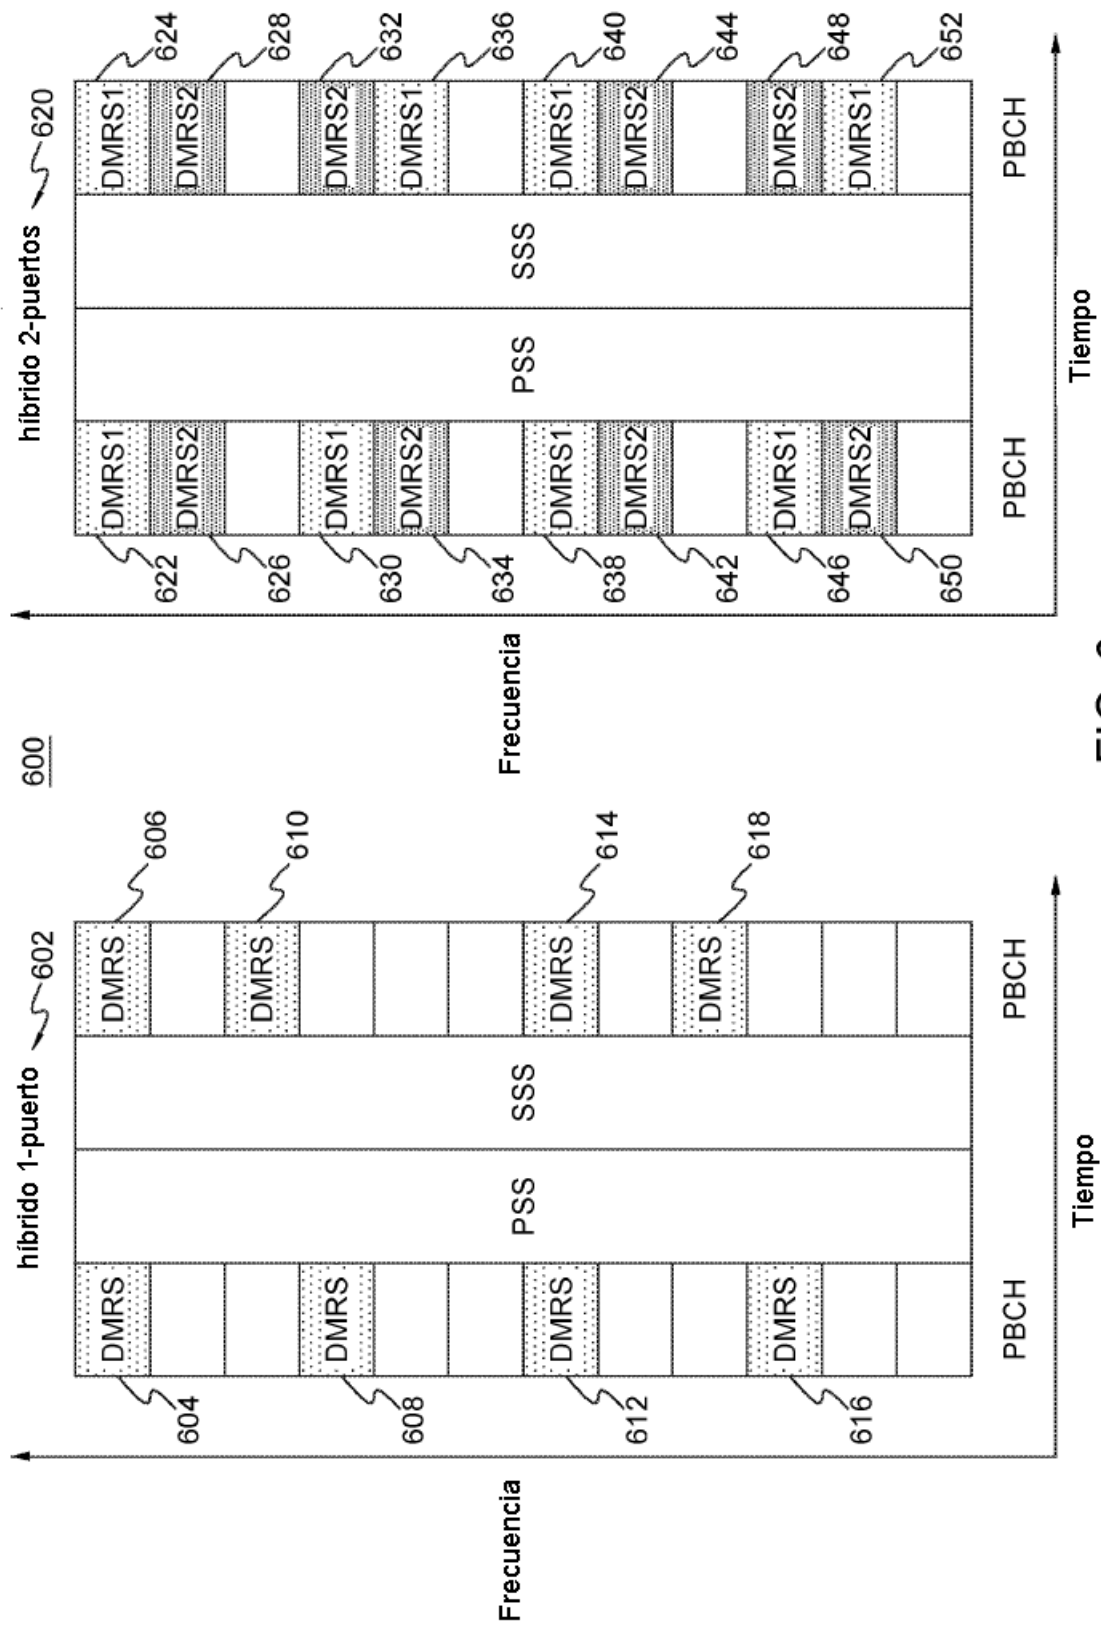 600
híbrido 1-puerto
602
Frecuencia
604
DMRS
608
DMRS
612
DMRS
616
DMRS
PBCH
PSS
SSS
DMRS
606
DMRS
610
DMRS
614
DMRS
618
PBCH
Tiempo
híbrido 2-puertos
620
Frecuencia
622
DMRS1
626
DMRS2
630
DMRS1
634
DMRS2
638
DMRS1
642
DMRS2
646
DMRS1
650
DMRS2
PBCH
PSS
SSS
DMRS1
624
DMRS2
628
DMRS2
632
DMRS1
636
DMRS1
640
DMRS2
644
DMRS2
648
DMRS1
652
PBCH
Tiempo